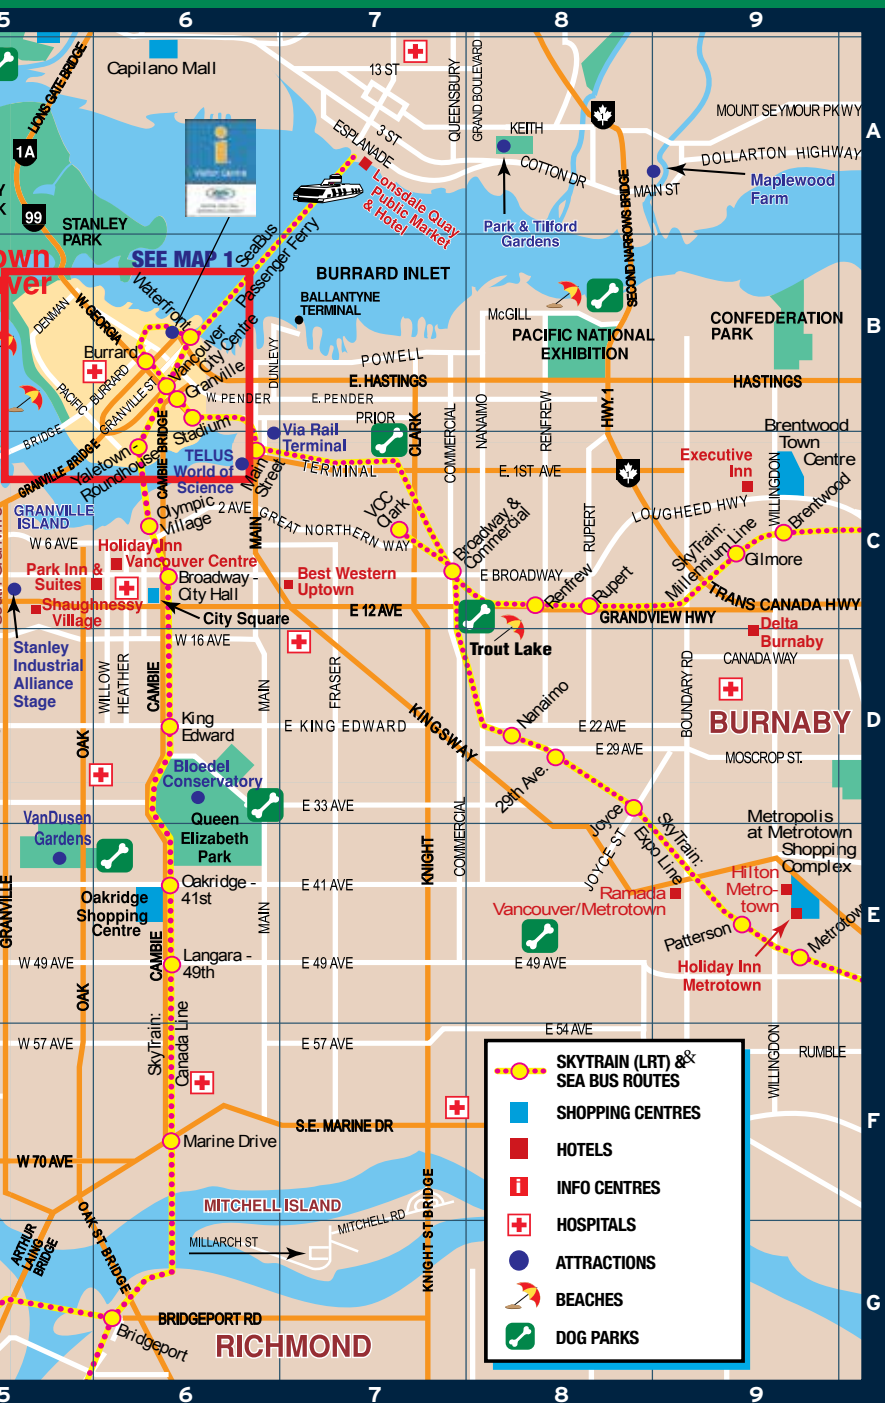 5
6
7
8
9
A
B
C
D
E
F
G
Capilano Mall
LIONS GATE BRIDGE
1A
99
STANLEY
PARK
13 ST
3 ST
ESPLANADE
QUEENSBURY
GRAND BOULEVARD
KEITH
COTTON DR
Park & Tilford
Gardens
1
MOUNT SEYMOUR PKWY
DOLLARTON HIGHWAY
MAIN ST
Maplewood
Farm
SECOND NARROWS BRIDGE
Lonsdale Quay
Public Market
& Hotel
SeaBus
Passenger Ferry
Visitor Centre
SEE MAP 1
own
ver
BURRARD INLET
BALLANTYNE
TERMINAL
McGILL
PACIFIC NATIONAL
EXHIBITION
CONFEDERATION
PARK
Waterfront
W. GEORGIA
DENMAN
Burrard
Vancouver
City Centre
Granville
PACIFIC
BURRARD
GRANVILLE ST
W. PENDER
E. PENDER
DUNLEVY
POWELL
E. HASTINGS
HASTINGS
PRIOR
CLARK
COMMERCIAL
NANAIMO
RENFREW
HWY. 1
Stadium
BRIDGE
GRANVILLE BRIDGE
Yaletown -
Roundhouse
CAMBIE BRIDGE
TELUS
World of
Science
Via Rail
Terminal
Main
Street
TERMINAL
E. 1ST AVE
1
Executive
Inn
WILLINGDON
Brentwood
Town
Centre
LOUGHEED HWY
Brentwood
Gilmore
SkyTrain:
Millennium Line
GRANVILLE
ISLAND
Olympic
Village
2 AVE
MAIN
GREAT NORTHERN WAY
VCC
Clark
Broadway &
Commercial
RUPERT
W 6 AVE
Holiday Inn
Vancouver Centre
Park Inn &
Suites
Shaughnessy
Village
Broadway -
City Hall
City Square
Best Western
Uptown
E BROADWAY
Renfrew
Rupert
E 12 AVE
GRANDVIEW HWY
TRANS CANADA HWY
Delta
Burnaby
Trout Lake
CANADA WAY
Stanley
Industrial
Alliance
Stage
W 16 AVE
WILLOW
HEATHER
CAMBIE
MAIN
FRASER
KINGSWAY
Nanaimo
BOUNDARY RD
BURNABY
King
Edward
E KING EDWARD
E 22 AVE
E 29 AVE
MOSCROP ST.
OAK
Bloedel
Conservatory
Queen
Elizabeth
Park
E 33 AVE
29th Ave.
Joyce
JOYCE ST
SkyTrain:
Expo Line
VanDusen
Gardens
Metropolis
at Metrotown
Shopping
Complex
GRANVILLE
Oakridge
Shopping
Centre
Oakridge -
41st
E 41 AVE
KNIGHT
COMMERCIAL
Ramada
Vancouver/Metrotown
Hilton
Metro-
town
Patterson
Metrotown
Holiday Inn
Metrotown
W 49 AVE
CAMBIE
Langara -
49th
MAIN
E 49 AVE
E 49 AVE
OAK
W 57 AVE
SkyTrain:
Canada Line
E 57 AVE
E 54 AVE
WILLINGDON
RUMBLE
Marine Drive
S.E. MARINE DR
W 70 AVE
MITCHELL ISLAND
MITCHELL RD
MILLARCH ST
ARTHUR
LAING
BRIDGE
OAK ST BRIDGE
KNIGHT ST BRIDGE
BRIDGEPORT RD
Bridgeport
RICHMOND
SKYTRAIN (LRT) &&
SEA BUS ROUTES
SHOPPING CENTRES
HOTELS
i INFO CENTRES
HOSPITALS
ATTRACTIONS
BEACHES
DOG PARKS
5
6
7
8
9